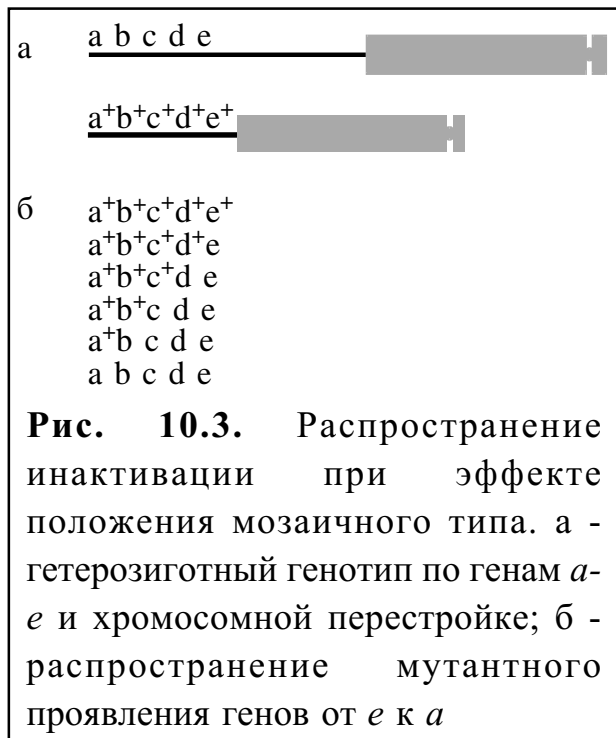 а a b c d e
a⁺b⁺c⁺d⁺e⁺
б a⁺b⁺c⁺d⁺e⁺
a⁺b⁺c⁺d⁺e
a⁺b⁺c⁺d e
a⁺b⁺c d e
a⁺b c d e
a b c d e
Рис. 10.3. Распространение
инактивации при эффекте
положения мозаичного типа. а -
гетерозиготный генотип по генам a-
e и хромосомной перестройке; б -
распространение мутантного
проявления генов от e к a